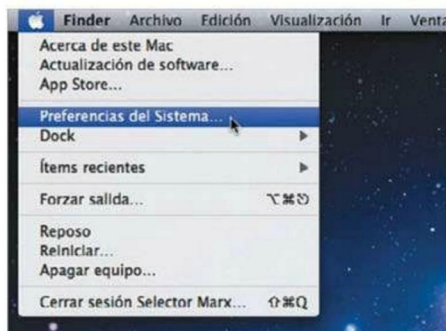 Finder Archivo Edición Visualización Ir Venta
Acerca de este Mac
Actualización de software...
App Store...
Preferencias del Sistema...
Dock
Ítems recientes
Forzar salida... ⌥⌘⎋
Reposo
Reiniciar...
Apagar equipo...
Cerrar sesión Selector Marx... ⇧⌘Q